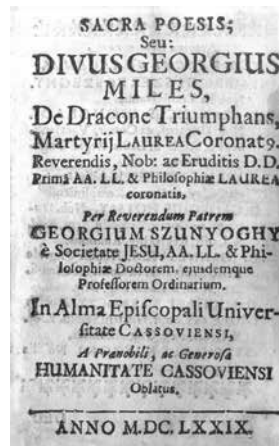 SACRA POESIS;
Seu:
DIVUS GEORGIUS
MILES,
De Dracone Triumphans,
Martyrij LAUREA Coronat9.
Reverendis, Nob: ac Eruditis D.D.
Primâ AA. LL. & Philosophiæ LAUREA
coronatis,
Per Reverendum Patrem
GEORGIUM SZUNYOGHY
è Societate JESU, AA. LL. & Phi-
losophiæ Doctorem, ejusdemque
Professorem Ordinarium.
In Alma Episcopali Univer-
sitate CASSOVIENSI,
A Prænobili, ac Generosa
HUMANITATE CASSOVIENSI
Oblatus.
ANNO M.DC.LXXIX.